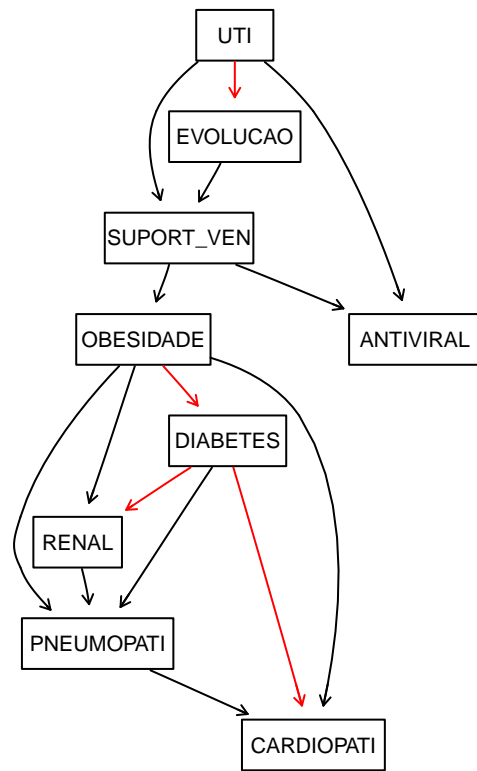 UTI
EVOLUCAO
SUPORT_VEN
OBESIDADE
ANTIVIRAL
DIABETES
RENAL
PNEUMOPATI
CARDIOPATI